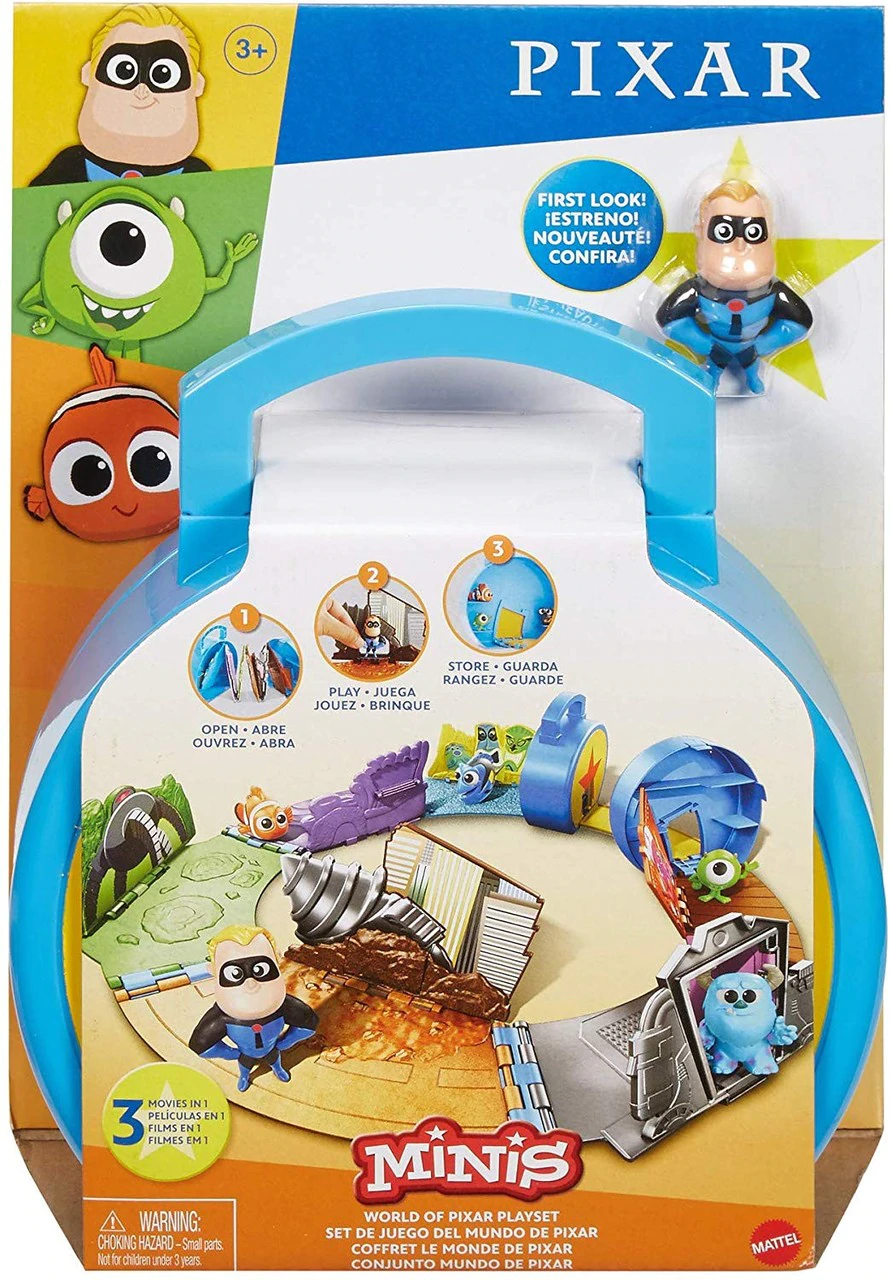 3+
PIXAR
FIRST LOOK!
¡ESTRENO!
NOUVEAUTÉ!
CONFIRA!
1
OPEN • ABRE
OUVREZ • ABRA
2
PLAY • JUEGA
JOUEZ • BRINQUE
3
STORE • GUARDA
RANGEZ • GUARDE
3 MOVIES IN 1
PELÍCULAS EN 1
FILMS EN 1
FILMES EM 1
MINIS
WORLD OF PIXAR PLAYSET
SET DE JUEGO DEL MUNDO DE PIXAR
COFFRET LE MONDE DE PIXAR
CONJUNTO MUNDO DE PIXAR
WARNING:
CHOKING HAZARD – Small parts.
Not for children under 3 years.
MATTEL